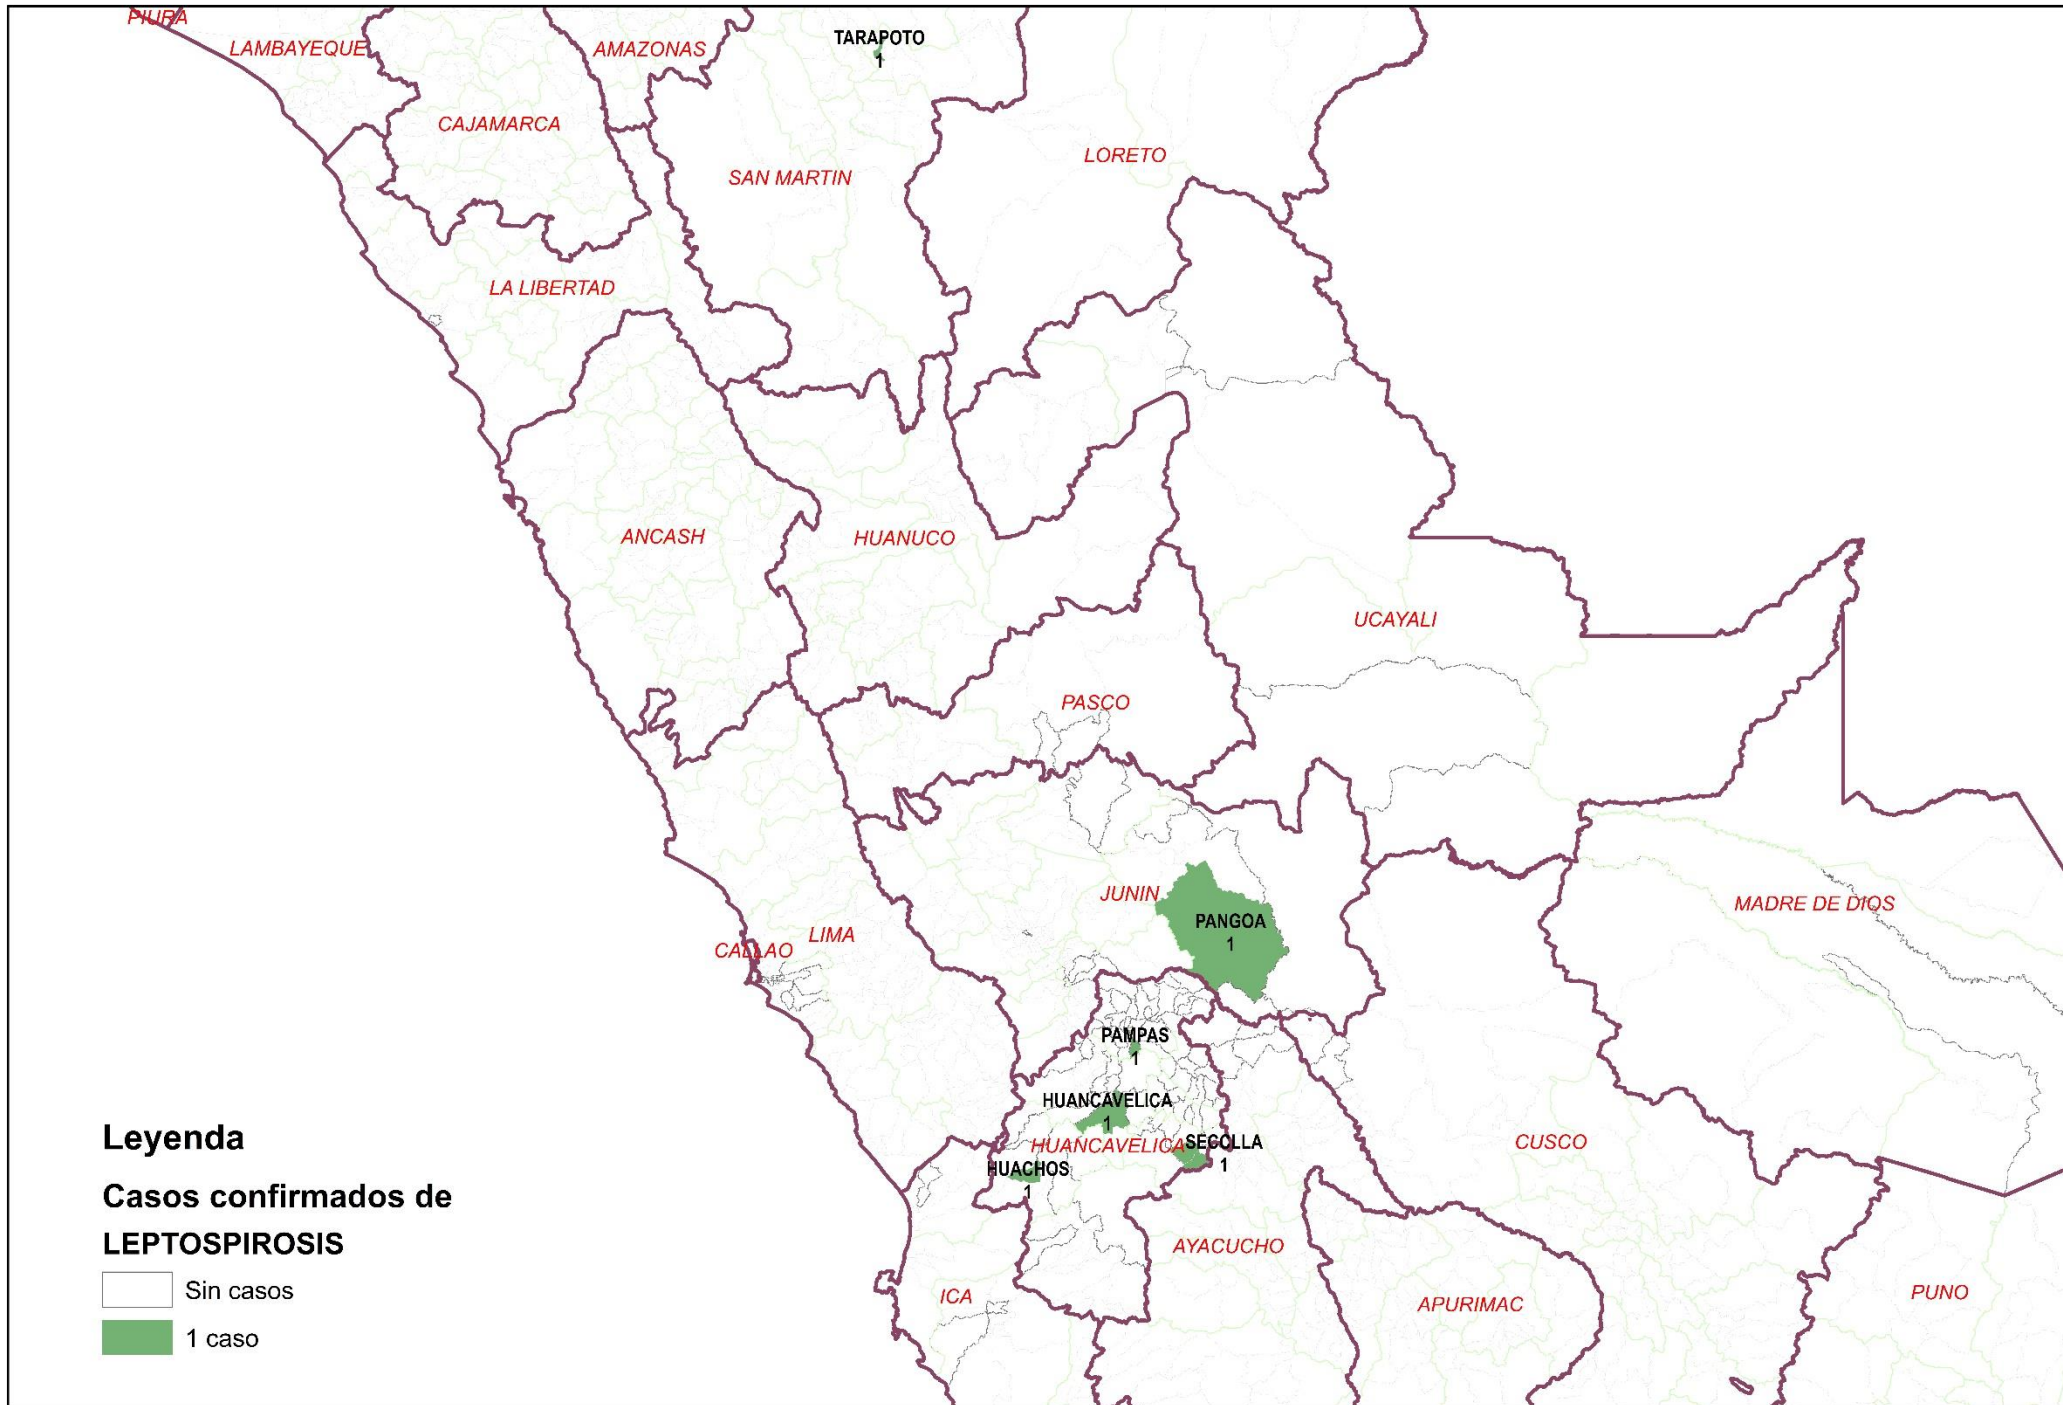 PIURA
LAMBAYEQUE
AMAZONAS
TARAPOTO
1
CAJAMARCA
SAN MARTIN
LORETO
LA LIBERTAD
ANCASH
HUANUCO
UCAYALI
PASCO
JUNIN
PANGOA
1
MADRE DE DIOS
LIMA
CALLAO
PAMPAS
1
HUANCAVELICA
1
HUANCAVELICA
SECCLLA
1
HUACHOS
1
CUSCO
AYACUCHO
ICA
APURIMAC
PUNO
Leyenda
Casos confirmados de
LEPTOSPIROSIS
Sin casos
1 caso